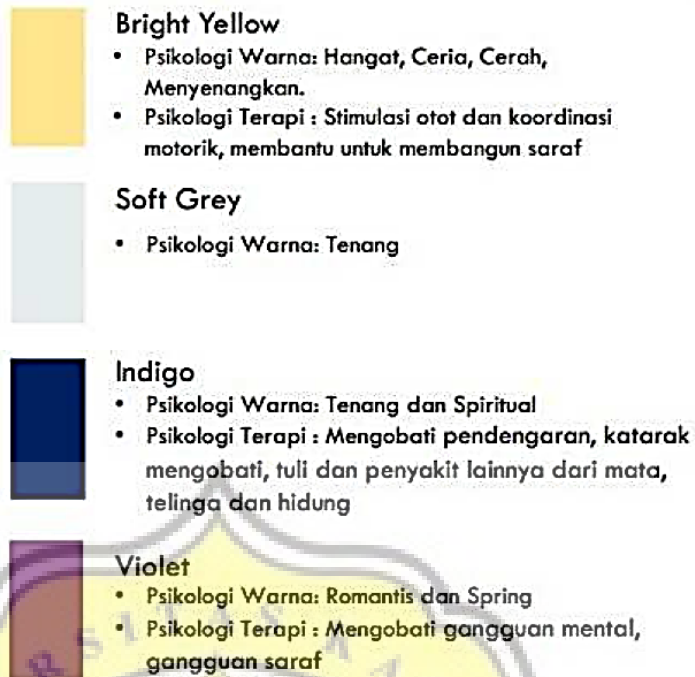 Bright Yellow
• Psikologi Warna: Hangat, Ceria, Cerah,
Menyenangkan.
• Psikologi Terapi : Stimulasi otot dan koordinasi
motorik, membantu untuk membangun saraf
Soft Grey
• Psikologi Warna: Tenang
Indigo
• Psikologi Warna: Tenang dan Spiritual
• Psikologi Terapi : Mengobati pendengaran, katarak
mengobati, tuli dan penyakit lainnya dari mata,
telinga dan hidung
Violet
• Psikologi Warna: Romantis dan Spring
• Psikologi Terapi : Mengobati gangguan mental,
gangguan saraf